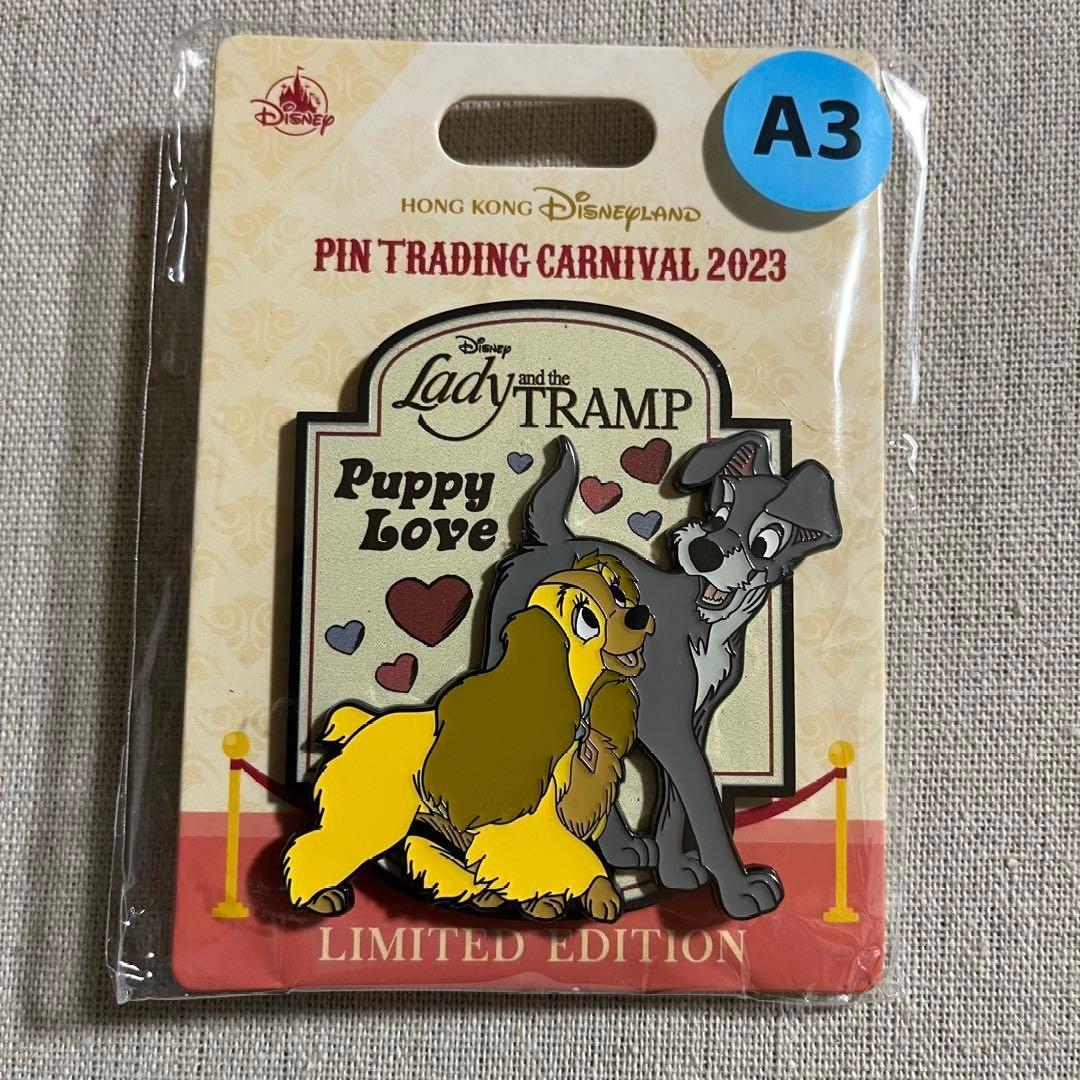 Disney
A3
HONG KONG Disneyland
PIN TRADING CARNIVAL 2023
Disney
Lady and the TRAMP
Puppy
Love
LIMITED EDITION